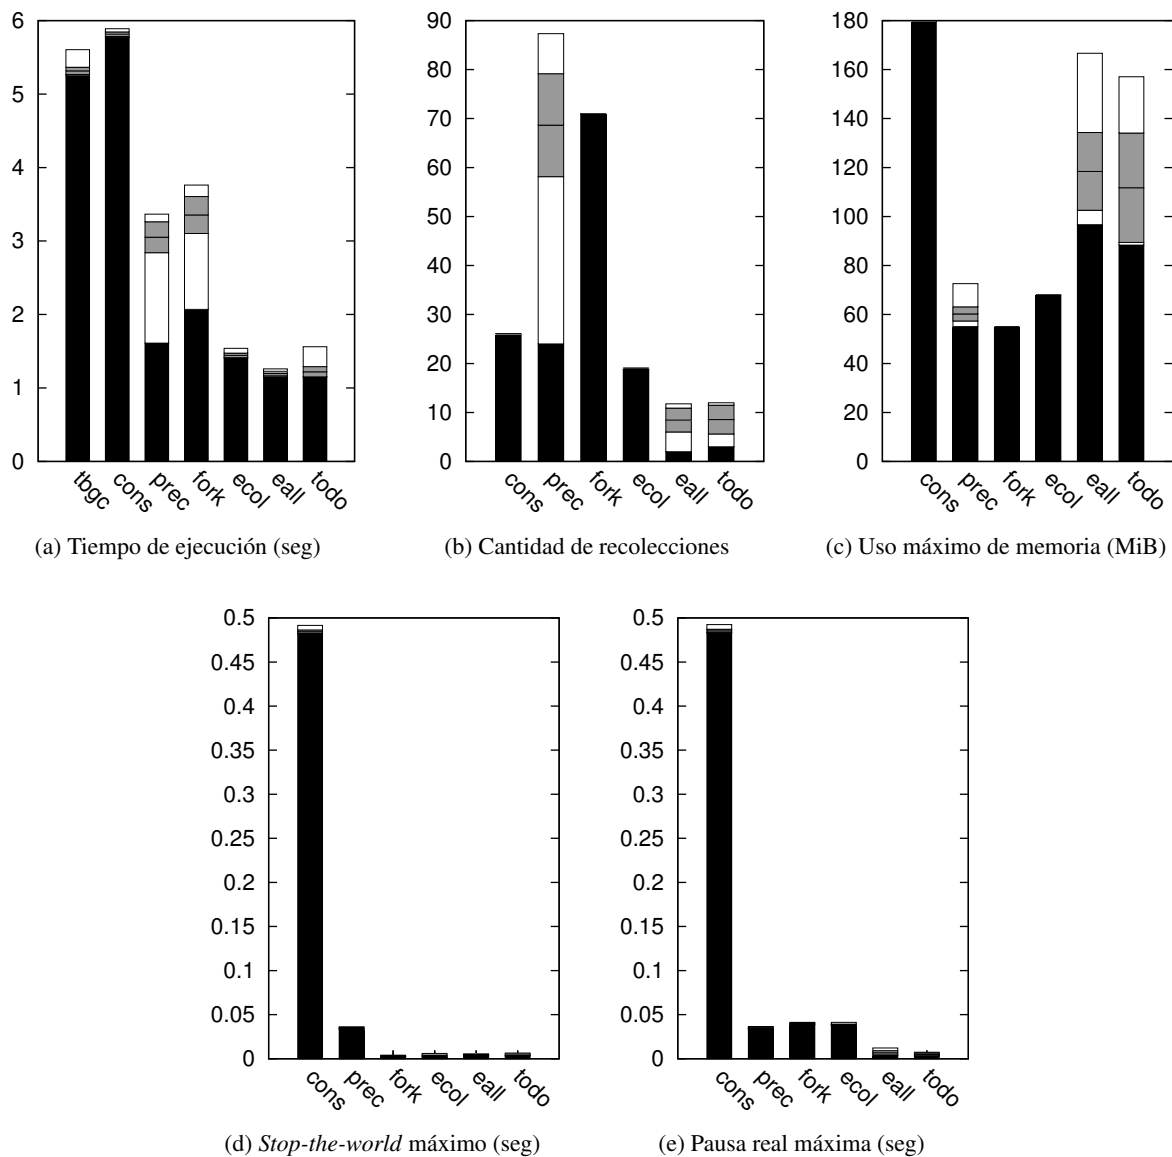 6
5
4
3
2
1
0
tbgc
cons
prec
fork
ecol
eall
todo
(a) Tiempo de ejecución (seg)
90
80
70
60
50
40
30
20
10
0
cons
prec
fork
ecol
eall
todo
(b) Cantidad de recolecciones
180
160
140
120
100
80
60
40
20
0
cons
prec
fork
ecol
eall
todo
(c) Uso máximo de memoria (MiB)
0.5
0.45
0.4
0.35
0.3
0.25
0.2
0.15
0.1
0.05
0
cons
prec
fork
ecol
eall
todo
(d) Stop-the-world máximo (seg)
0.5
0.45
0.4
0.35
0.3
0.25
0.2
0.15
0.1
0.05
0
cons
prec
fork
ecol
eall
todo
(e) Pausa real máxima (seg)